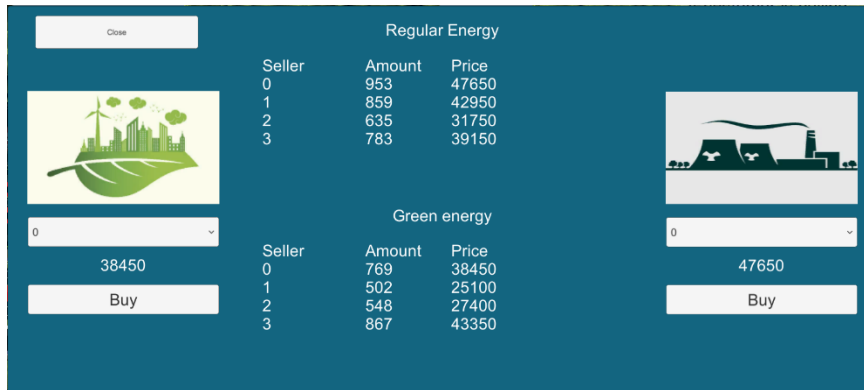 Close
Regular Energy
Seller Amount Price
0 953 47650
1 859 42950
2 635 31750
3 783 39150
Green energy
Seller Amount Price
0 769 38450
1 502 25100
2 548 27400
3 867 43350
0
38450
Buy
0
47650
Buy